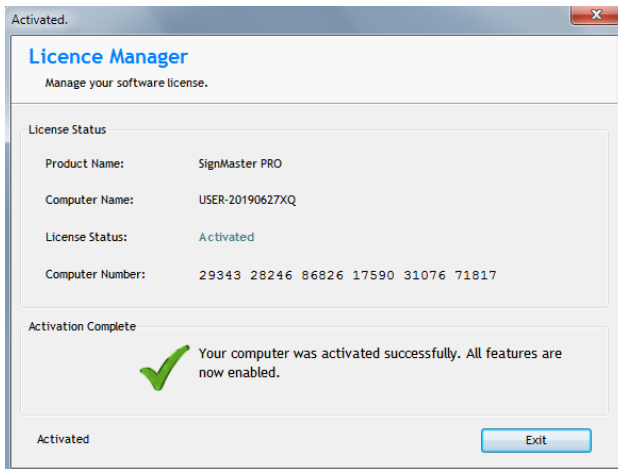 Activated.
Licence Manager
Manage your software license.
License Status
Product Name: SignMaster PRO
Computer Name: USER-20190627XQ
License Status: Activated
Computer Number: 29343 28246 86826 17590 31076 71817
Activation Complete
Your computer was activated successfully. All features are
now enabled.
Activated
Exit